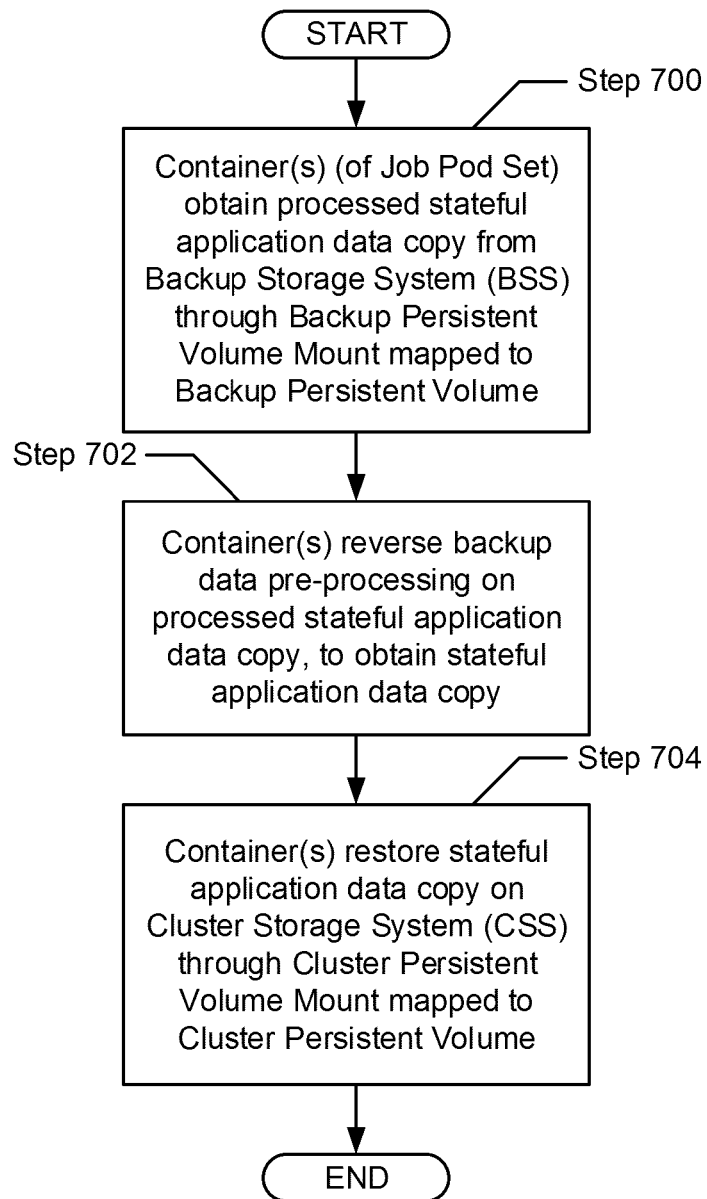 START
Step 700
Container(s) (of Job Pod Set)
obtain processed stateful
application data copy from
Backup Storage System (BSS)
through Backup Persistent
Volume Mount mapped to
Backup Persistent Volume
Step 702
Container(s) reverse backup
data pre-processing on
processed stateful application
data copy, to obtain stateful
application data copy
Step 704
Container(s) restore stateful
application data copy on
Cluster Storage System (CSS)
through Cluster Persistent
Volume Mount mapped to
Cluster Persistent Volume
END